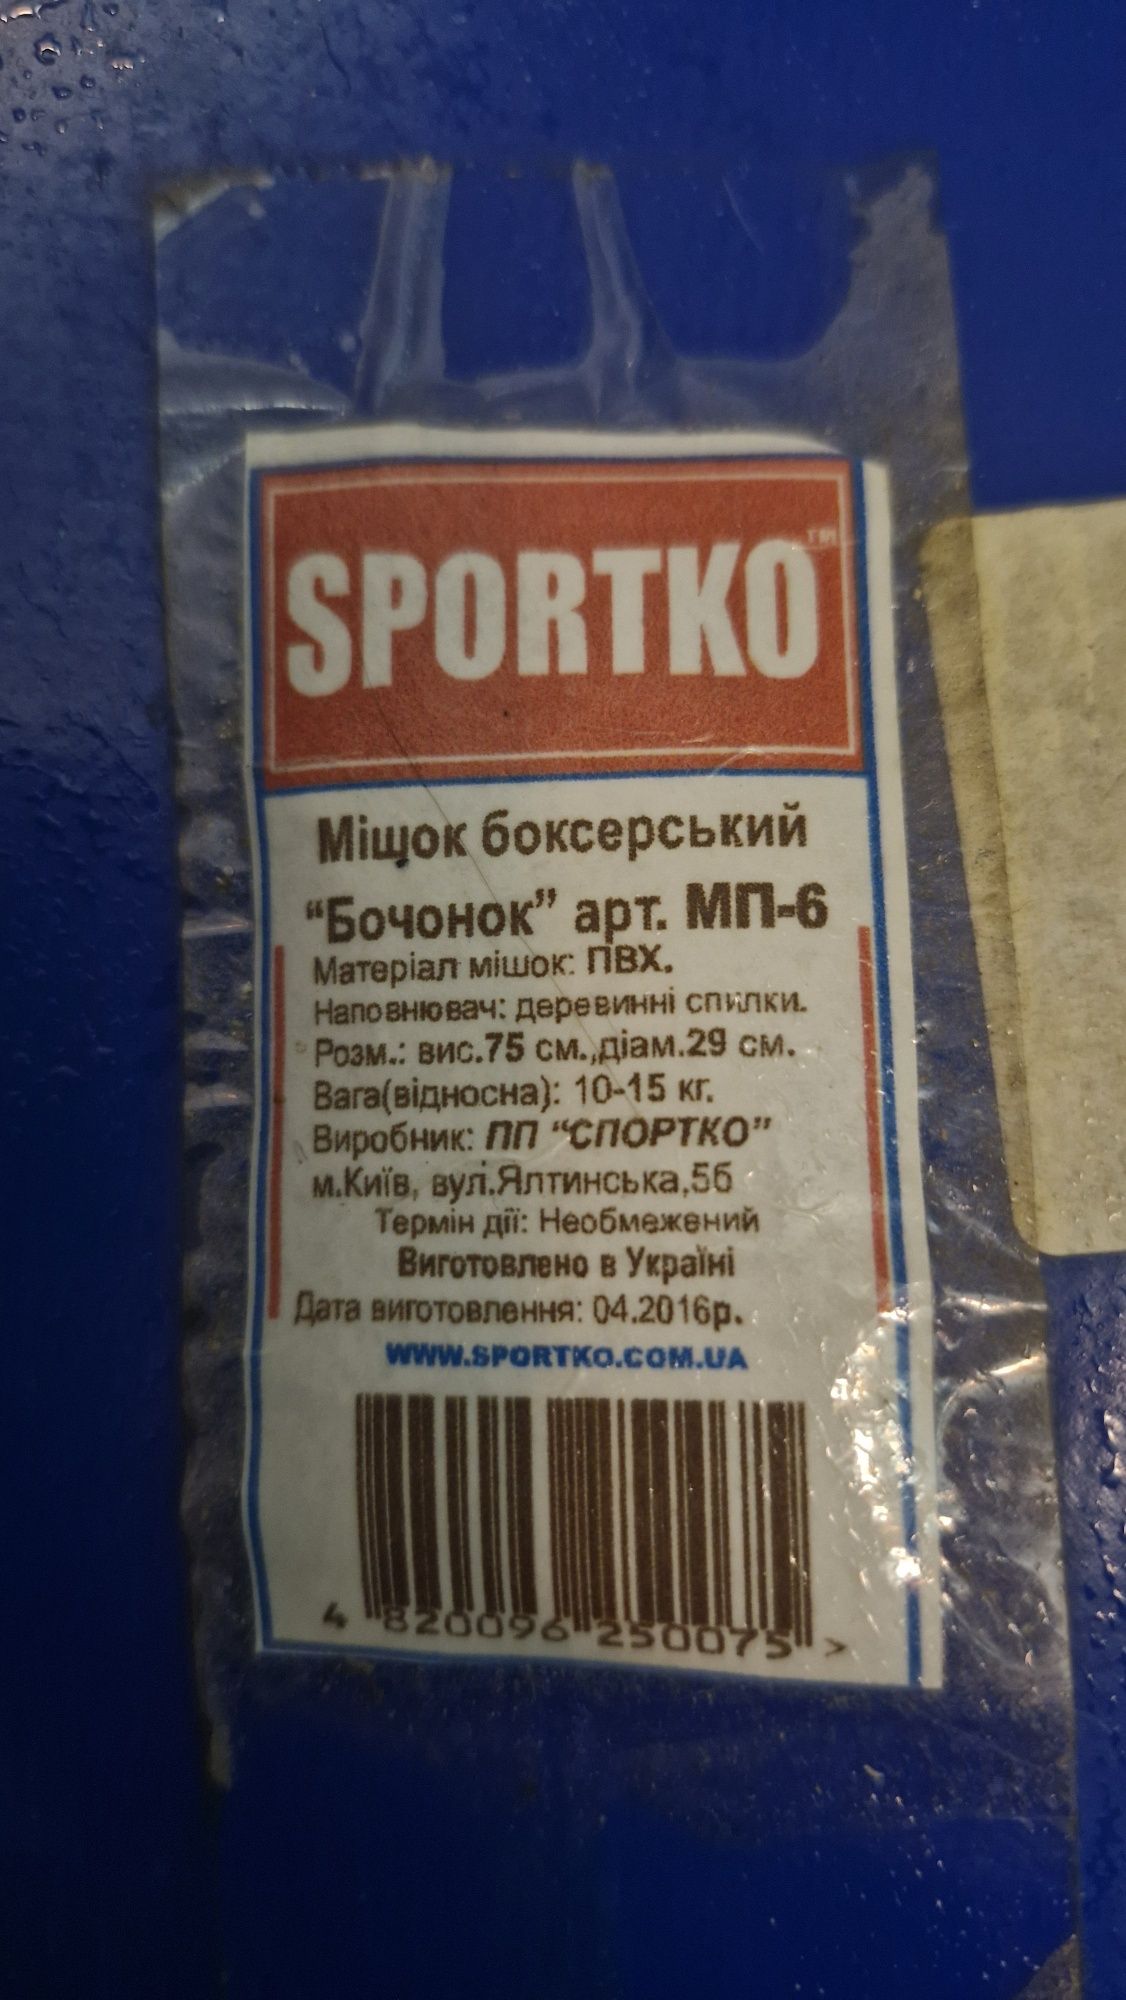 SPORTKO™
Мішок боксерський
“Бочонок” арт. МП-6
Матеріал мішок: ПВХ.
Наповнювач: деревинні спилки.
Розм.: вис.75 см.,діам.29 см.
Вага(відносна): 10-15 кг.
Виробник: ПП “СПОРТКО”
м.Київ, вул.Ялтинська,5б
Термін дії: Необмежений
Виготовлено в Україні
Дата виготовлення: 04.2016р.
WWW.SPORTKO.COM.UA
4 820096 250075 >